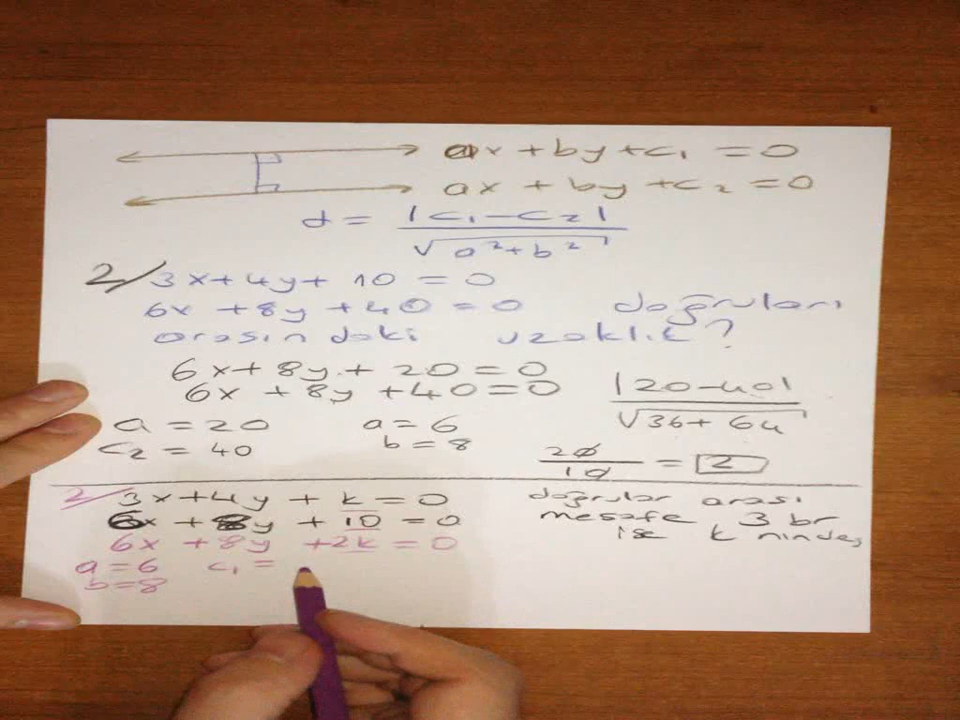 ax + by + c₁ = 0
ax + by + c₂ = 0
d = |c₁ - c₂| / √(a² + b²)
2/ 3x + 4y + 10 = 0
6x + 8y + 40 = 0 doğruları
arasındaki uzaklık ?
6x + 8y + 20 = 0
6x + 8y + 40 = 0
|20 - 40| / √(36 + 64)
a = 20 a = 6
c₂ = 40 b = 8
20 / 10 = 2
2/ 3x + 4y + k = 0 doğrular arası
6x + 8y + 10 = 0 mesafe 3 br
6x + 8y + 2k = 0 ise k nın
a = 6 c₁ =
b = 8